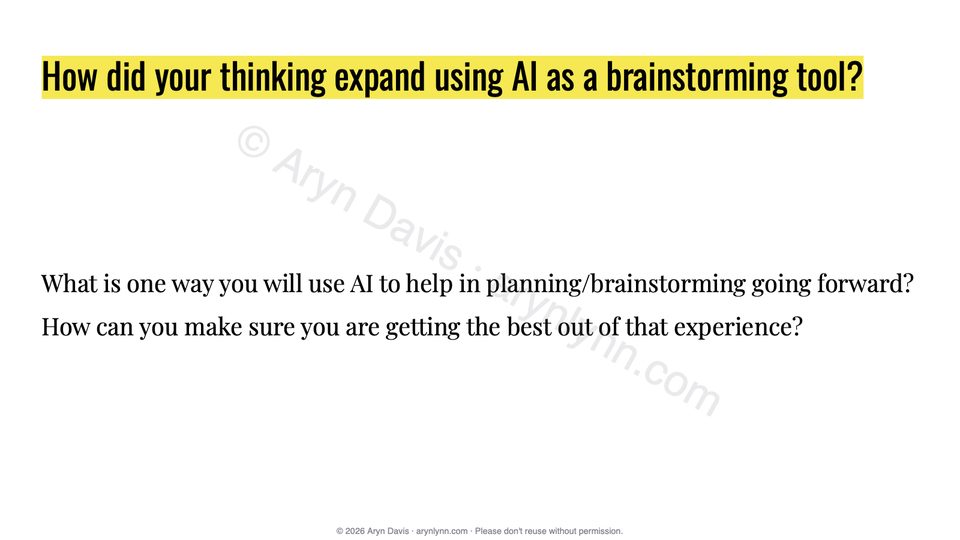 How did your thinking expand using AI as a brainstorming tool?
© Aryn Davis · arynlynn.com
What is one way you will use AI to help in planning/brainstorming going forward?
How can you make sure you are getting the best out of that experience?
© 2026 Aryn Davis · arynlynn.com · Please don't reuse without permission.